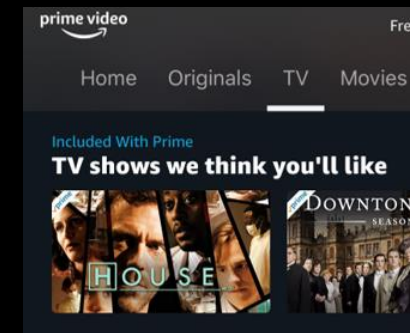 prime video
Fre
Home Originals TV Movies
Included With Prime
TV shows we think you'll like
prime
HOUSE
prime
DOWNTON
SEASON